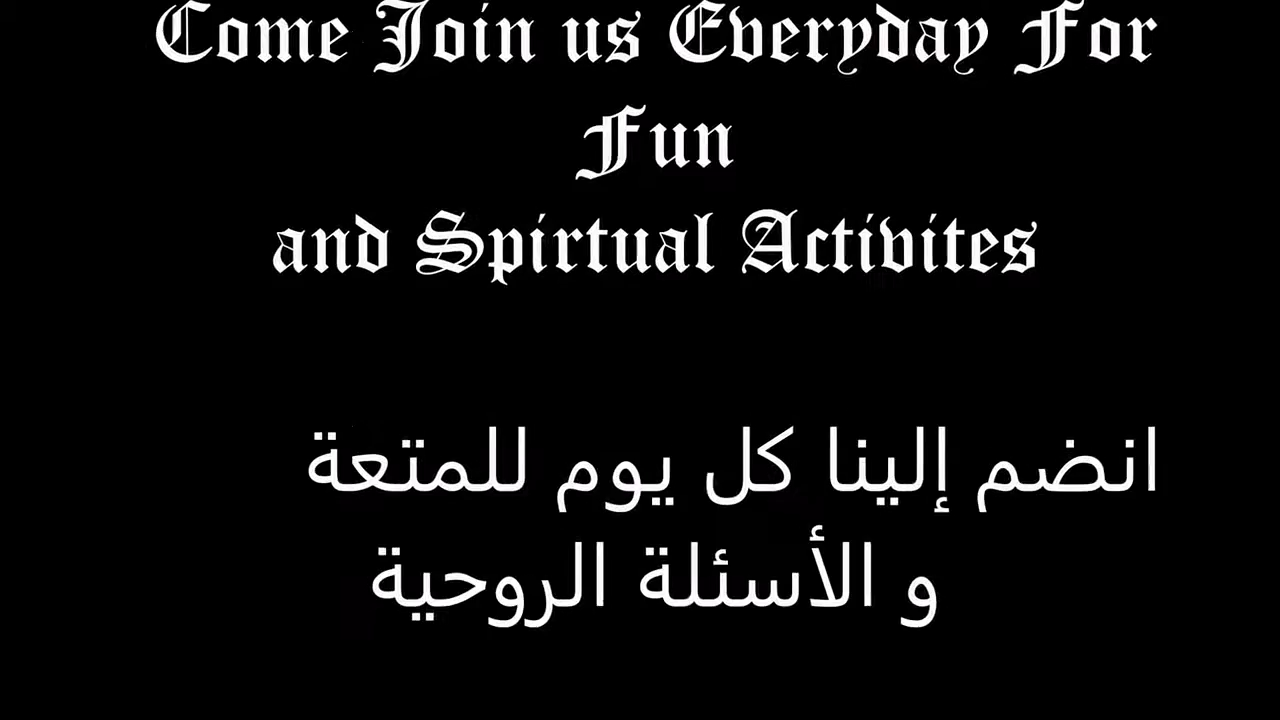 Come Join us Everyday For
Fun
and Spirtual Activites
انضم إلينا كل يوم للمتعة
و الأسئلة الروحية